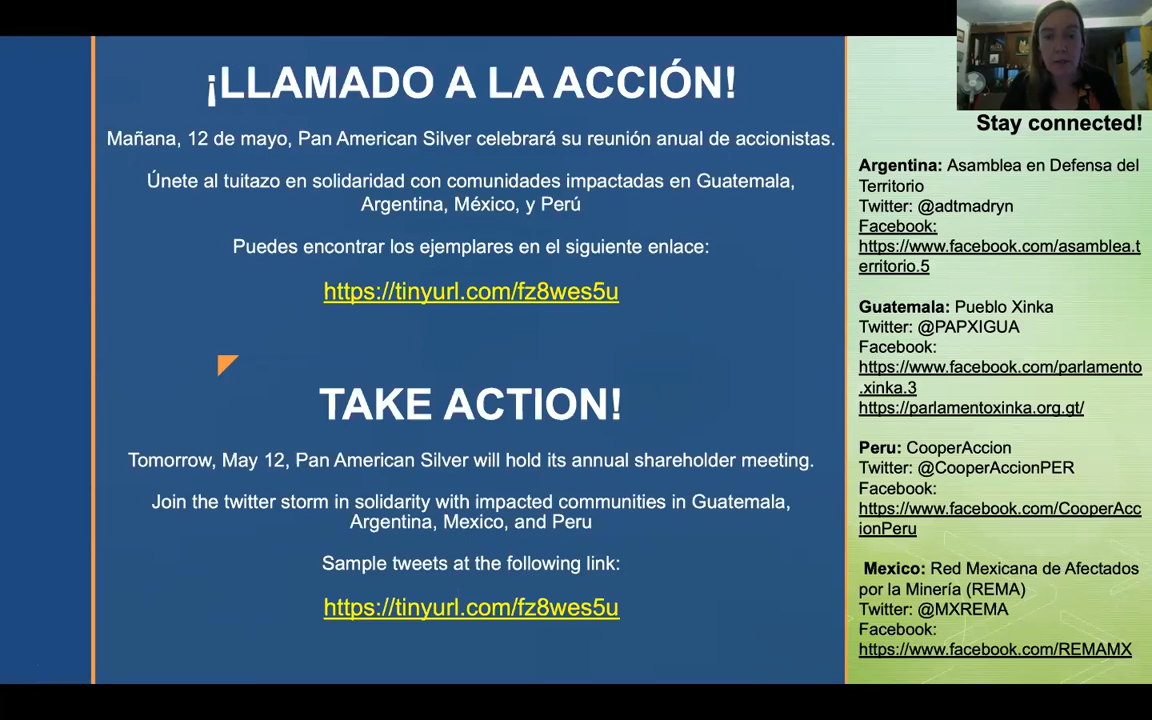 ¡LLAMADO A LA ACCIÓN!
Mañana, 12 de mayo, Pan American Silver celebrará su reunión anual de accionistas.
Únete al tuitazo en solidaridad con comunidades impactadas en Guatemala,
Argentina, México, y Perú
Puedes encontrar los ejemplares en el siguiente enlace:
https://tinyurl.com/fz8wes5u
TAKE ACTION!
Tomorrow, May 12, Pan American Silver will hold its annual shareholder meeting.
Join the twitter storm in solidarity with impacted communities in Guatemala,
Argentina, Mexico, and Peru
Sample tweets at the following link:
https://tinyurl.com/fz8wes5u
Stay connected!
Argentina: Asamblea en Defensa del
Territorio
Twitter: @adtmadryn
Facebook:
https://www.facebook.com/asamblea.t
erritorio.5
Guatemala: Pueblo Xinka
Twitter: @PAPXIGUA
Facebook:
https://www.facebook.com/parlamento
.xinka.3
https://parlamentoxinka.org.gt/
Peru: CooperAccion
Twitter: @CooperAccionPER
Facebook:
https://www.facebook.com/CooperAcc
ionPeru
Mexico: Red Mexicana de Afectados
por la Minería (REMA)
Twitter: @MXREMA
Facebook:
https://www.facebook.com/REMAMX